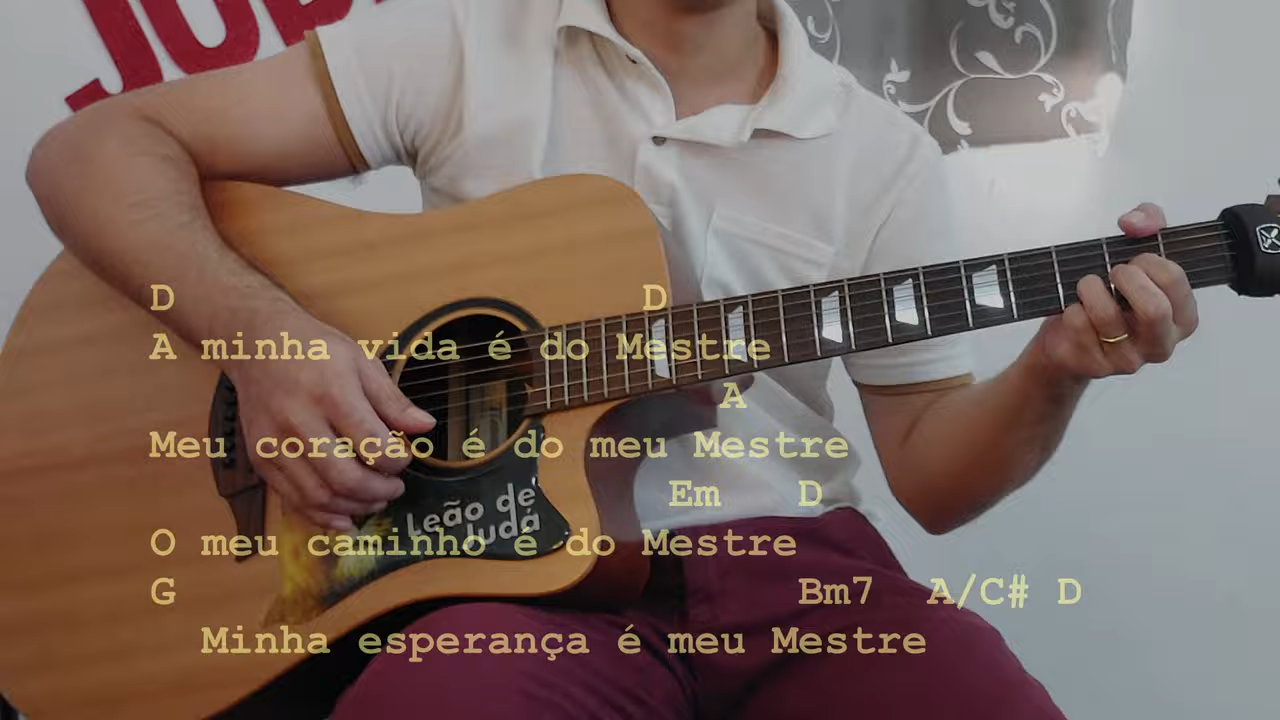 D D
A minha vida é do Mestre
A
Meu coração é do meu Mestre
Em D
O meu caminho é do Mestre
G Bm7 A/C# D
Minha esperança é meu Mestre
Leão de
Judá